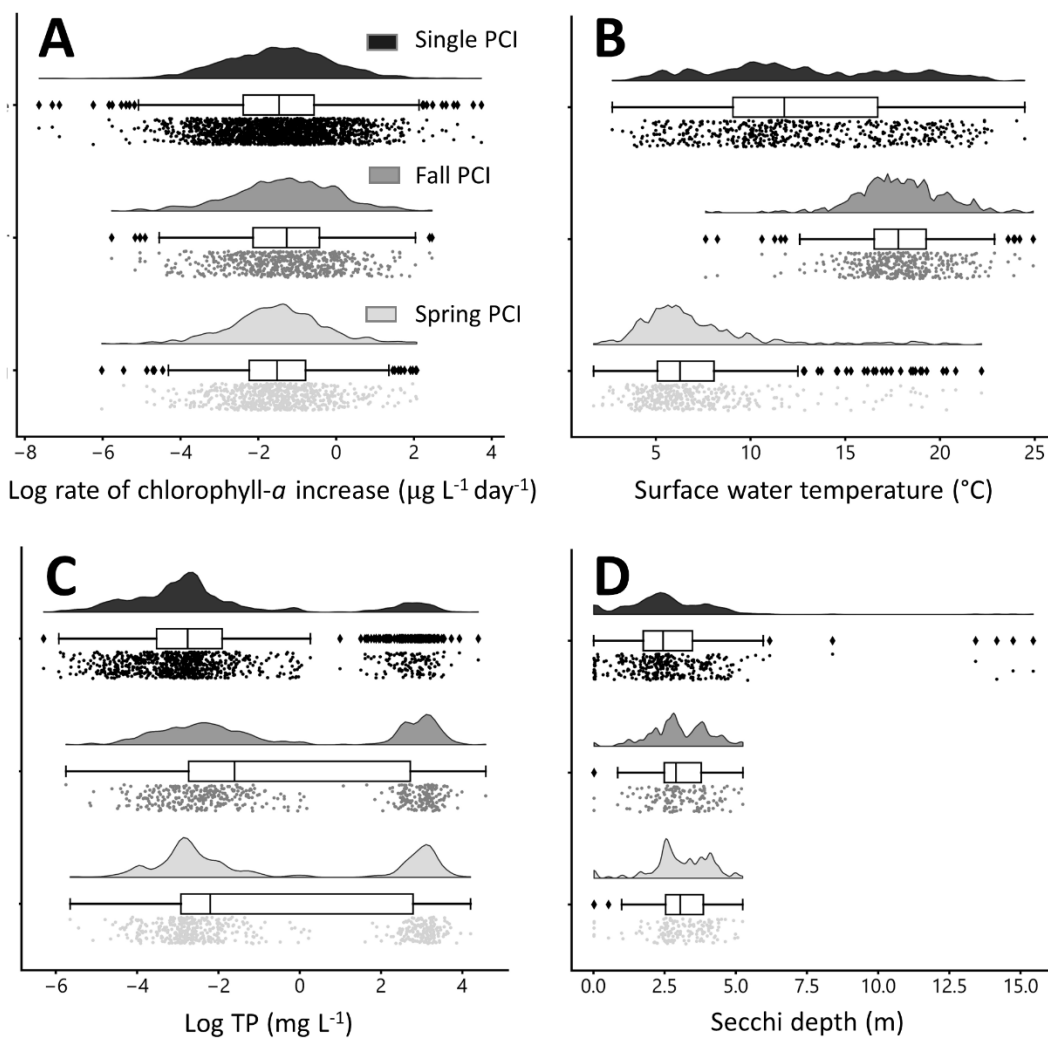 A
Single PCI
Fall PCI
Spring PCI
−8 −6 −4 −2 0 2 4
Log rate of chlorophyll-a increase (µg L⁻¹ day⁻¹)
B
5 10 15 20 25
Surface water temperature (°C)
C
−6 −4 −2 0 2 4
Log TP (mg L⁻¹)
D
0.0 2.5 5.0 7.5 10.0 12.5 15.0
Secchi depth (m)